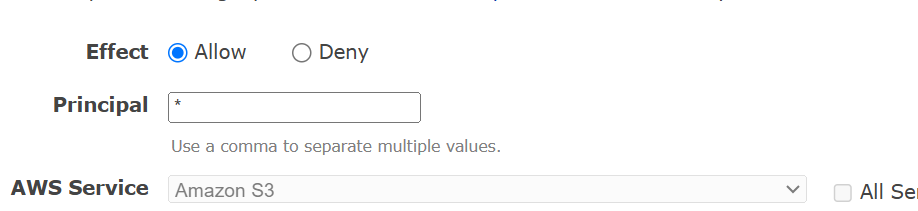 Effect Allow Deny
Principal *
Use a comma to separate multiple values.
AWS Service Amazon S3 All Ser